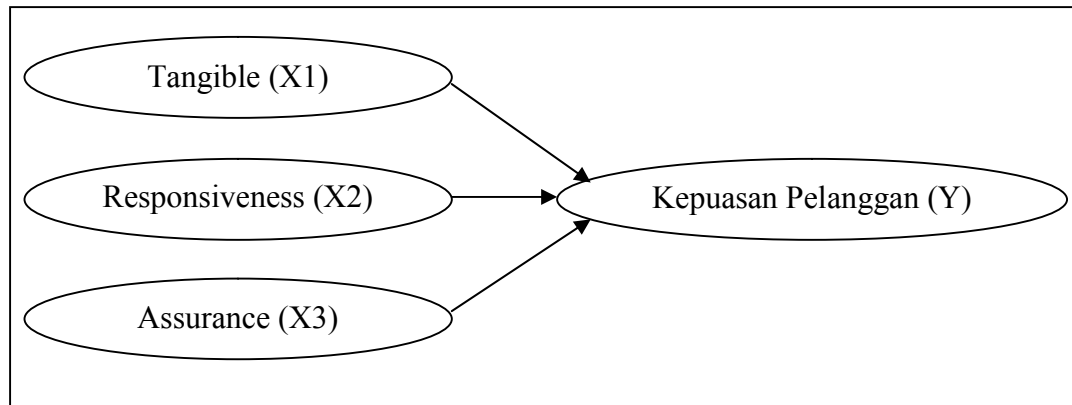 Tangible (X1)
Responsiveness (X2)
Kepuasan Pelanggan (Y)
Assurance (X3)